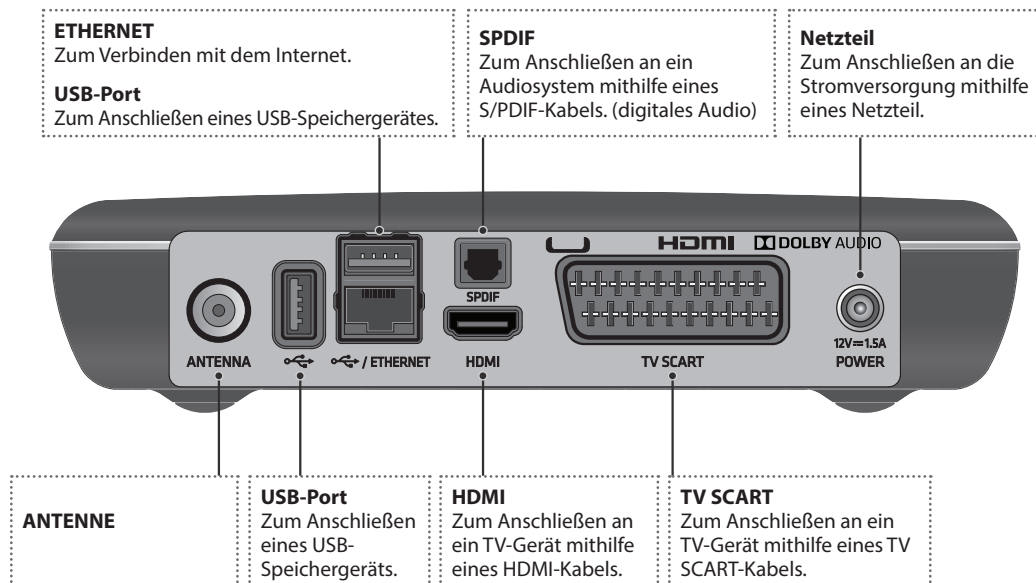 ETHERNET
Zum Verbinden mit dem Internet.
USB-Port
Zum Anschließen eines USB-Speichergerätes.
SPDIF
Zum Anschließen an ein
Audiosystem mithilfe eines
S/PDIF-Kabels. (digitales Audio)
Netzteil
Zum Anschließen an die
Stromversorgung mithilfe
eines Netzteil.
HDMI DOLBY AUDIO
SPDIF
12V⎓1.5A
ANTENNA / ETHERNET HDMI TV SCART POWER
ANTENNE
USB-Port
Zum Anschließen
eines USB-
Speichergeräts.
HDMI
Zum Anschließen an
ein TV-Gerät mithilfe
eines HDMI-Kabels.
TV SCART
Zum Anschließen an ein
TV-Gerät mithilfe eines TV
SCART-Kabels.